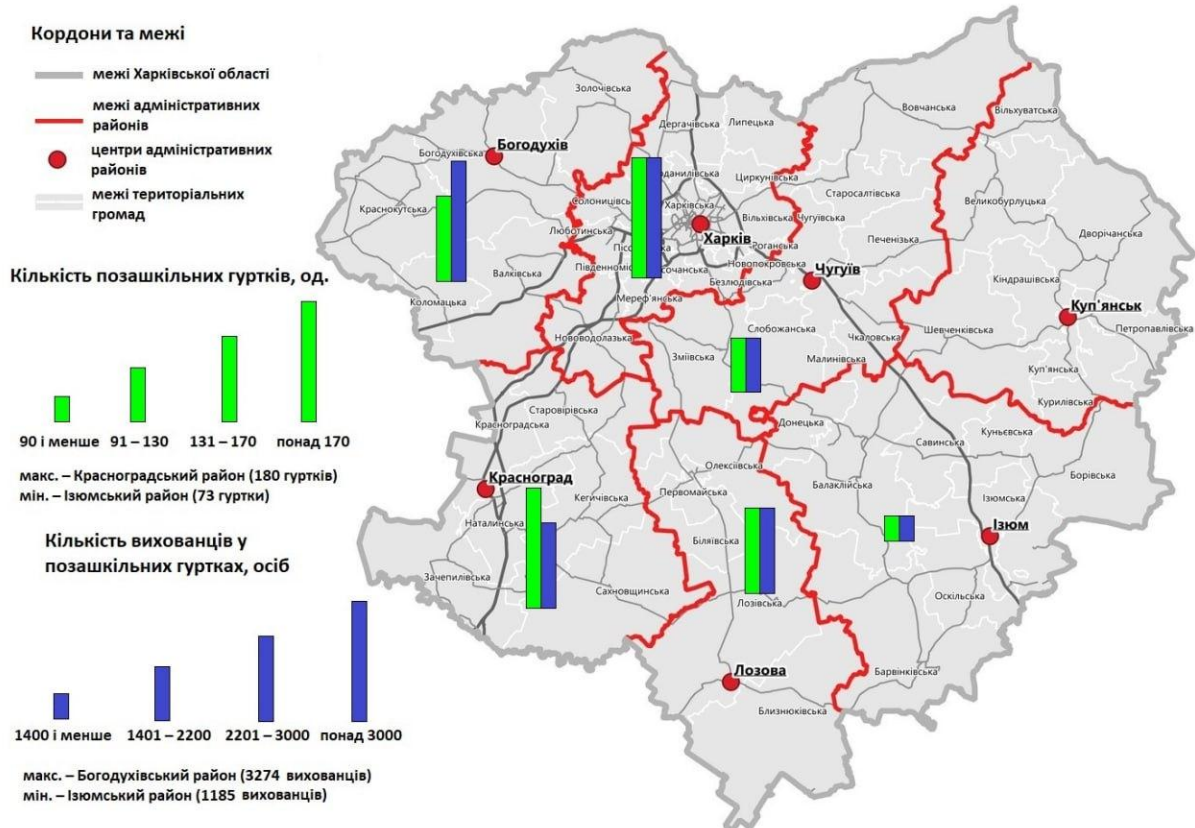 Кордони та межі
межі Харківської області
межі адміністративних
районів
центри адміністративних
районів
межі територіальних
громад
Кількість позашкільних гуртків, од.
90 і менше 91 – 130 131 – 170 понад 170
макс. – Красноградський район (180 гуртків)
мін. – Ізюмський район (73 гуртки)
Кількість вихованців у
позашкільних гуртках, осіб
1400 і менше 1401 – 2200 2201 – 3000 понад 3000
макс. – Богодухівський район (3274 вихованців)
мін. – Ізюмський район (1185 вихованців)
Золочівська
Вовчанська
Вільхуватська
Дергачівська
Липецька
Богодухів
Богодухівська
Циркунівська
Старосалтівська
Великобурлуцька
Солониців
Харківська
Краснокутська
Вільхівська
Чугуївська
Дворічанська
Люботинська
Харків
Роганська
Печенізька
Валківська
Новопокровська
Чугуїв
Кіндрашівська
Безлюдівська
Коломацька
Мереф'янська
Куп'янськ
Слобожанська
Шевченківська
Петропавлівська
Нововодолазька
Чкаловська
Зміївська
Малинівська
Куп'янська
Курилівська
Старовірівська
Красноградська
Донецька
Савинська
Куньєвська
Олексіївська
Борівська
Красноград
Первомайська
Балаклійська
Кегичівська
Ізюмська
Наталинська
Біляївська
Ізюм
Зачепилівська
Сахновщинська
Лозівська
Оскільська
Лозова
Барвінківська
Близнюківська